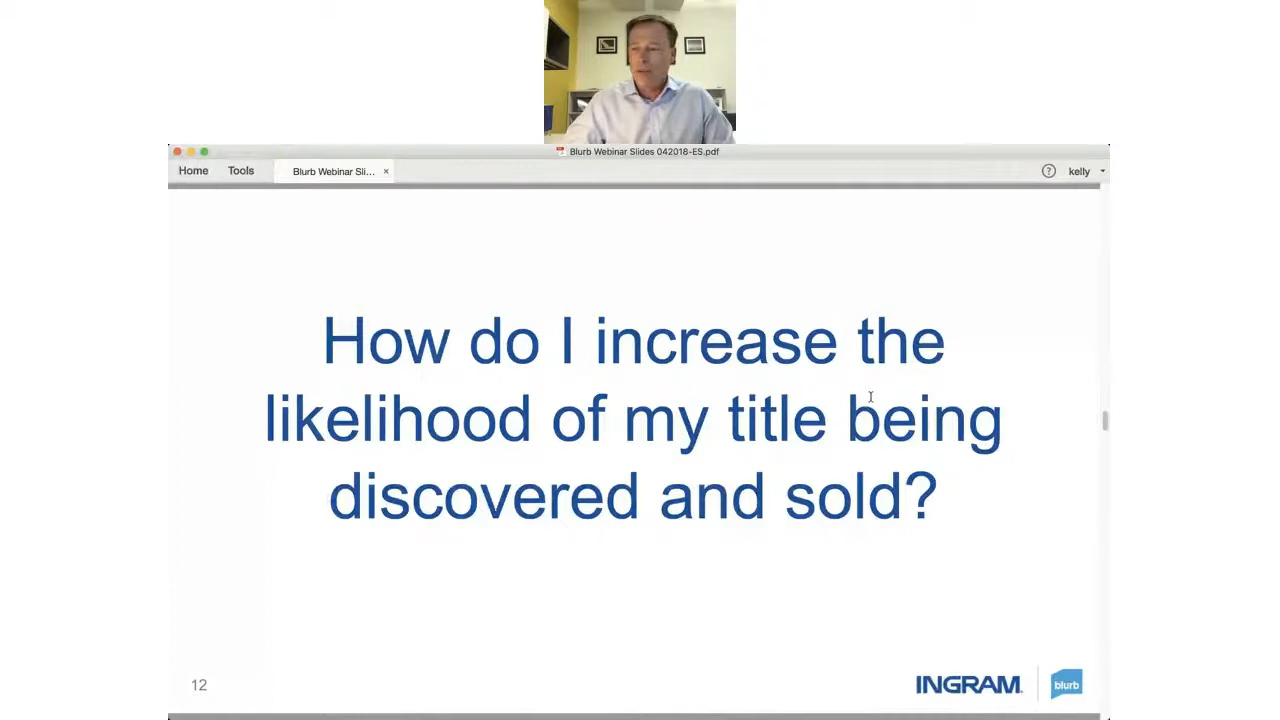 Blurb Webinar Slides 042018-ES.pdf
Home Tools Blurb Webinar Sli... × ? kelly
How do I increase the
likelihood of my title being
discovered and sold?
12 INGRAM blurb